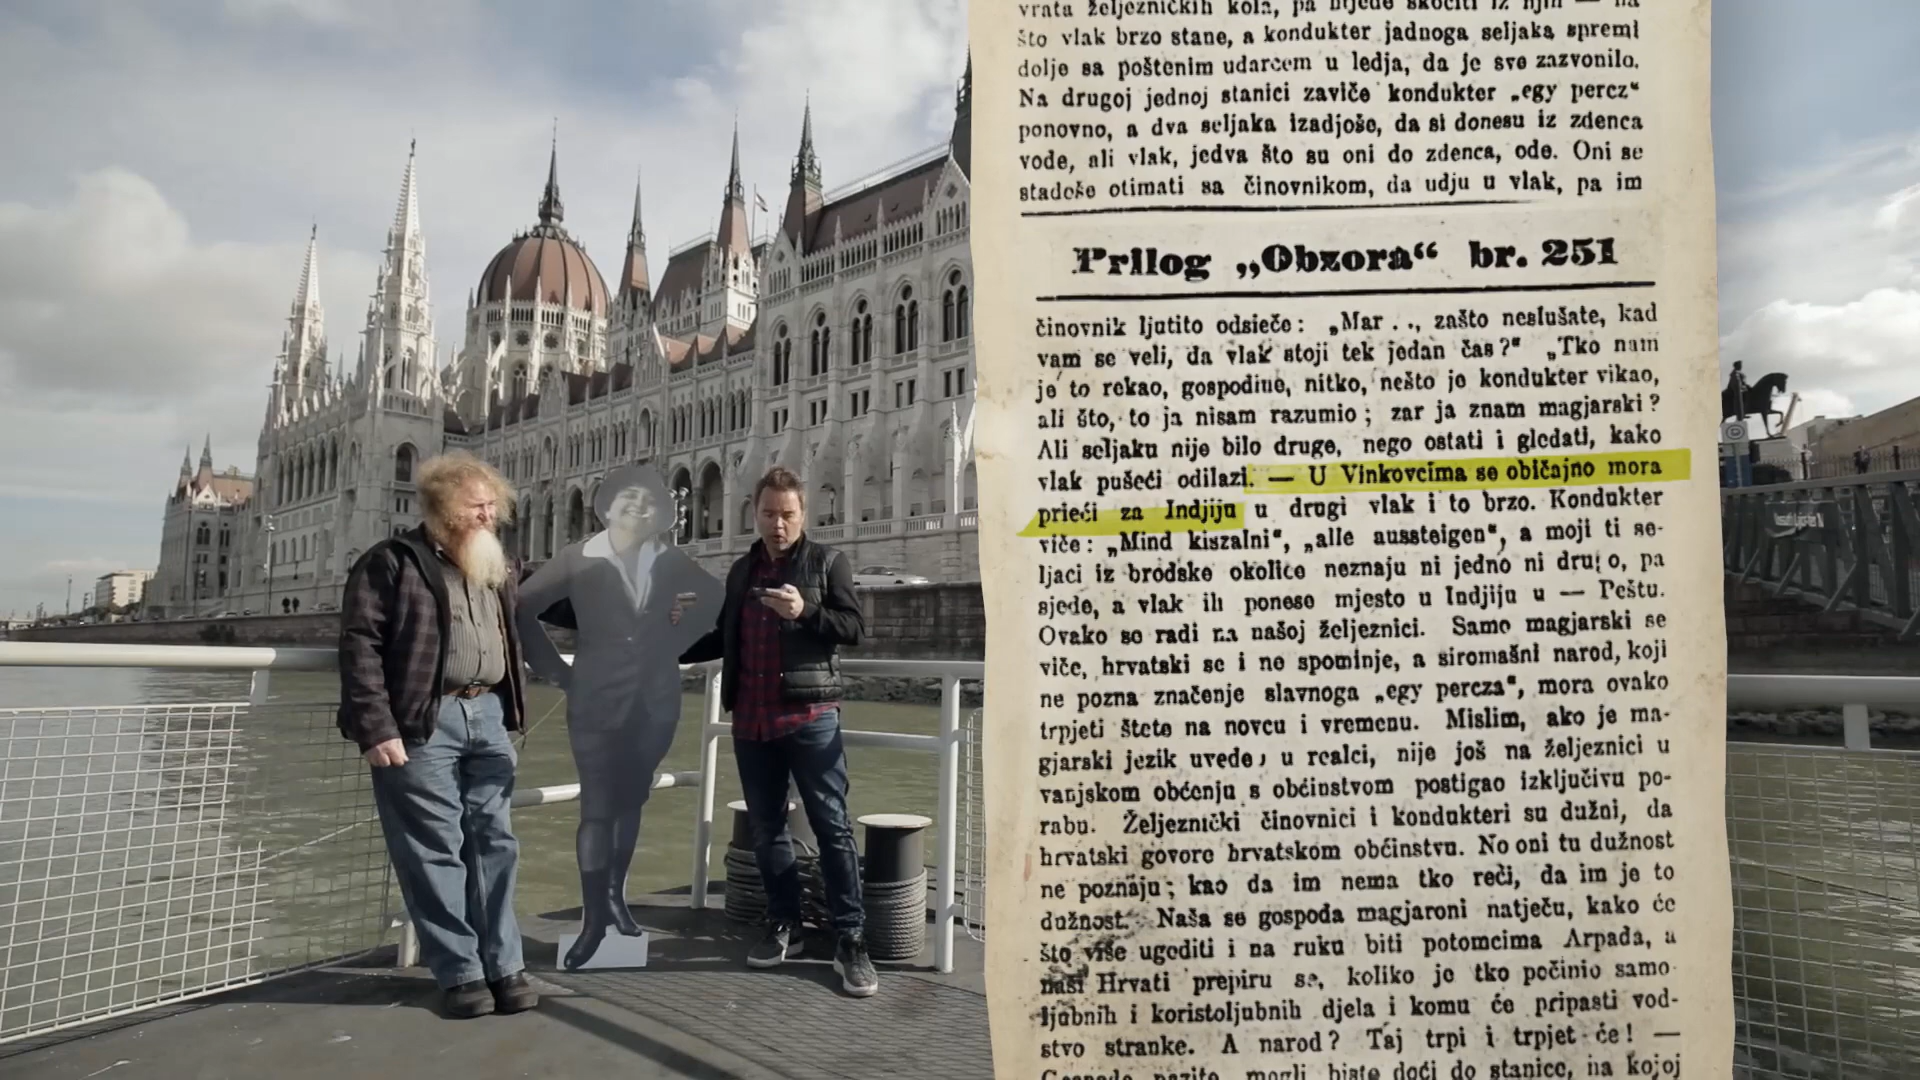 vrata željezničkih kola, pa htjede skočiti iz njih — na
što vlak brzo stane, a kondukter jadnoga seljaka spremi
dolje sa poštenim udarcem u ledja, da je sve zazvonilo.
Na drugoj jednoj stanici zaviče kondukter „egy percz“
ponovno, a dva seljaka izadjoše, da si donesu iz zdenca
vode, ali vlak, jedva što su oni do zdenca, ode. Oni se
stadoše otimati sa činovnikom, da udju u vlak, pa im
Prilog „Obzora“ br. 251
činovnik ljutito odsieče: „Mar . ., zašto neslušate, kad
vam se veli, da vlak stoji tek jedan čas?“ „Tko nam
je to rekao, gospodine, nitko, nešto je kondukter vikao,
ali što, to ja nisam razumio; zar ja znam magjarski?
Ali seljaku nije bilo druge, nego ostati i gledati, kako
vlak pušeći odilazi. — U Vinkovcima se običajno mora
prieći za Indjiju u drugi vlak i to brzo. Kondukter
viče: „Mind kiszalni“, „alle aussteigen“, a moji ti se-
ljaci iz brodske okolice neznaju ni jedno ni drugo, pa
sjede, a vlak ih ponese mjesto u Indjiju u — Peštu.
Ovako se radi na našoj željeznici. Samo magjarski se
viče, hrvatski se i ne spominje, a siromašni narod, koji
ne pozna značenje slavnoga „egy percza“, mora ovako
trpjeti štete na novcu i vremenu. Mislim, ako je ma-
gjarski jezik uveden u realci, nije još na željeznici u
vanjskom obćenju s obćinstvom postigao izključivu po-
rabu. Željeznički činovnici i kondukteri su dužni, da
hrvatski govore hrvatskom obćinstvu. No oni tu dužnost
ne poznaju; kao da im nema tko reći, da im je to
dužnost. Naša se gospoda magjaroni natječu, kako će
što više ugoditi i na ruku biti potomcima Arpada, a
naši Hrvati prepiru se, koliko je tko počinio samo-
ljubnih i koristoljubnih djela i komu će pripasti vod-
stvo stranke. A narod? Taj trpi i trpjet će! —
pazite, mogli biste doći do stanice, na kojoj